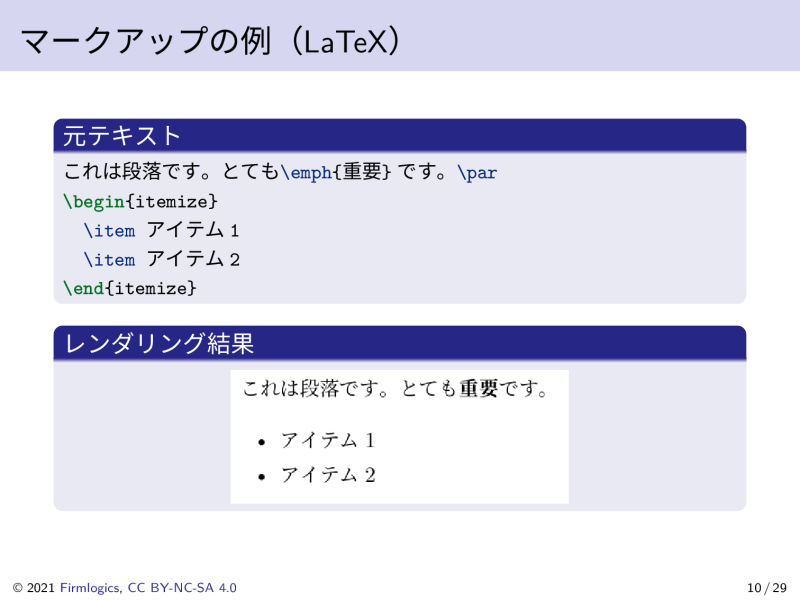 マークアップの例（LaTeX）
元テキスト
これは段落です。とても\emph{重要} です。\par
\begin{itemize}
  \item アイテム 1
  \item アイテム 2
\end{itemize}
レンダリング結果
これは段落です。とても重要です。
• アイテム 1
• アイテム 2
© 2021 Firmlogics, CC BY-NC-SA 4.0
10 / 29